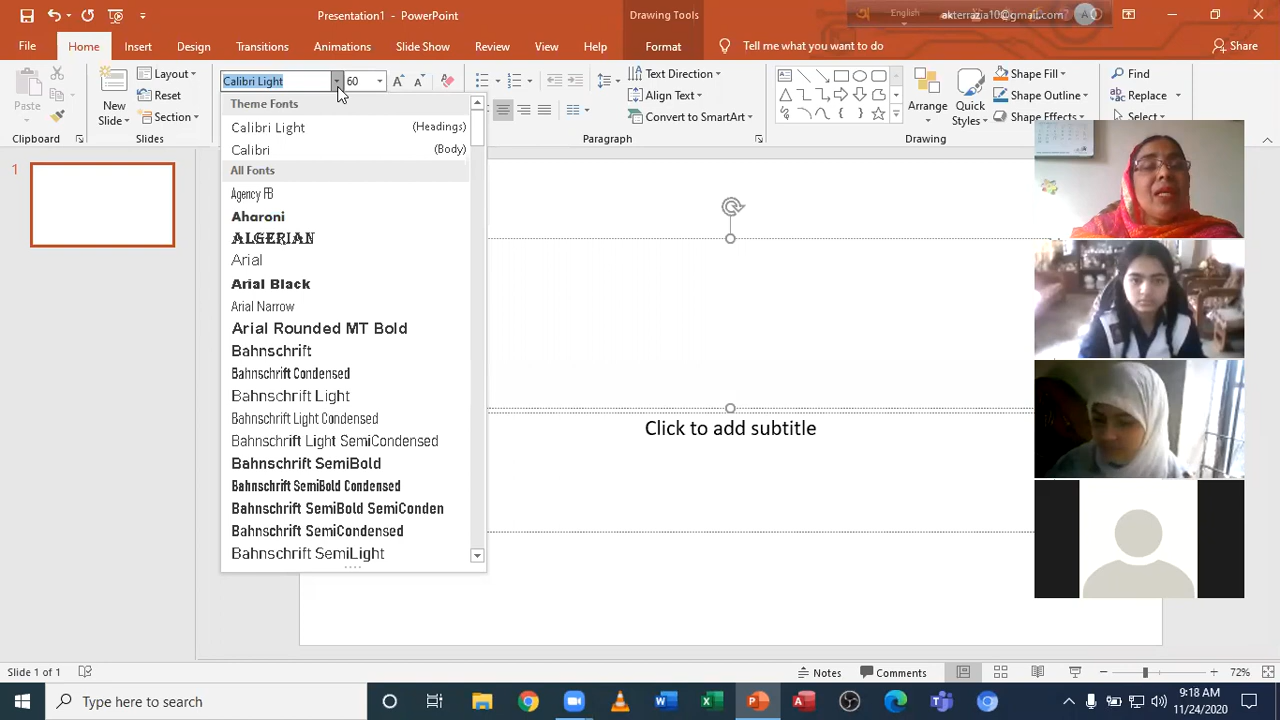 Presentation1 - PowerPoint
Drawing Tools
English
akterrazia10@gmail.com
A
File
Home
Insert
Design
Transitions
Animations
Slide Show
Review
View
Help
Format
Tell me what you want to do
Share
Paste
Clipboard
New
Slide
Layout
Reset
Section
Slides
Calibri Light
60
Text Direction
Align Text
Convert to SmartArt
Paragraph
Arrange
Quick
Styles
Shape Fill
Shape Outline
Shape Effects
Drawing
Find
Replace
Select
Theme Fonts
Calibri Light (Headings)
Calibri (Body)
All Fonts
Agency FB
Aharoni
ALGERIAN
Arial
Arial Black
Arial Narrow
Arial Rounded MT Bold
Bahnschrift
Bahnschrift Condensed
Bahnschrift Light
Bahnschrift Light Condensed
Bahnschrift Light SemiCondensed
Bahnschrift SemiBold
Bahnschrift SemiBold Condensed
Bahnschrift SemiBold SemiConden
Bahnschrift SemiCondensed
Bahnschrift SemiLight
1
Click to add subtitle
Slide 1 of 1
Notes
Comments
72%
Type here to search
9:18 AM
11/24/2020